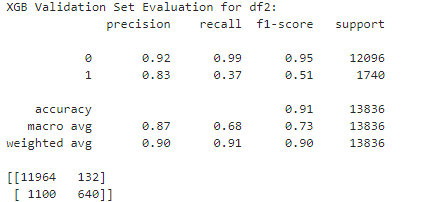 XGB Validation Set Evaluation for df2:
precision recall f1-score support
0 0.92 0.99 0.95 12096
1 0.83 0.37 0.51 1740
accuracy 0.91 13836
macro avg 0.87 0.68 0.73 13836
weighted avg 0.90 0.91 0.90 13836
[[11964 132]
[ 1100 640]]